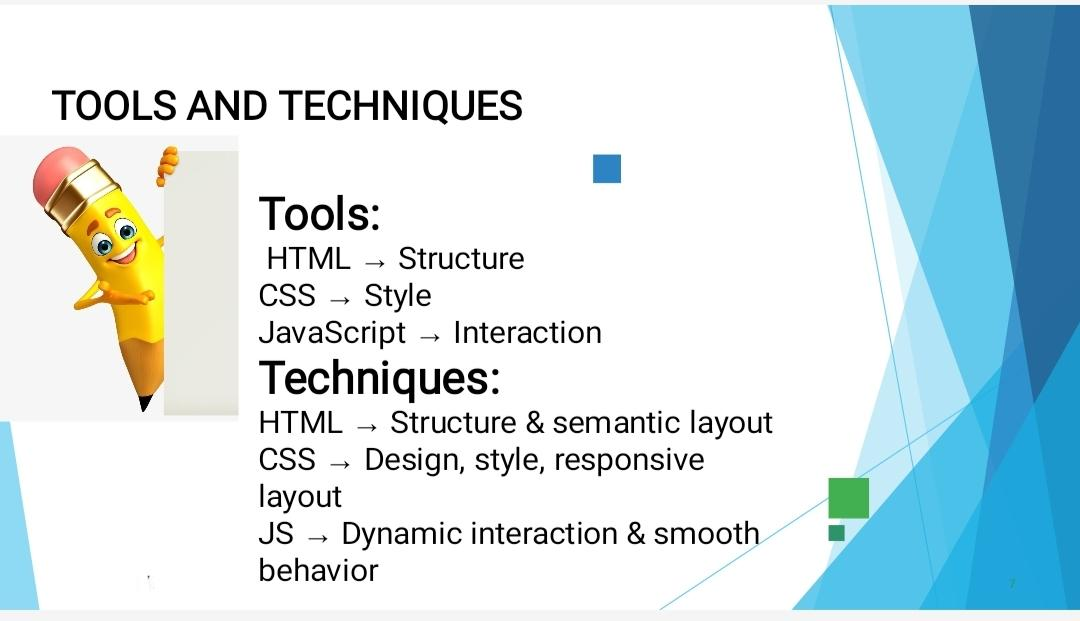 TOOLS AND TECHNIQUES
Tools:
HTML → Structure
CSS → Style
JavaScript → Interaction
Techniques:
HTML → Structure & semantic layout
CSS → Design, style, responsive
layout
JS → Dynamic interaction & smooth
behavior
7